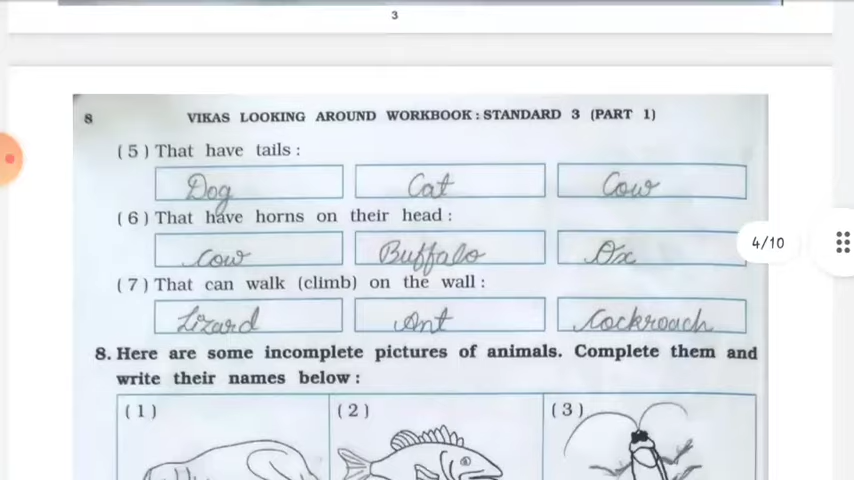 3
8 VIKAS LOOKING AROUND WORKBOOK : STANDARD 3 (PART 1)
( 5 ) That have tails :
Dog Cat Cow
( 6 ) That have horns on their head :
Cow Buffalo Ox
4/10
( 7 ) That can walk (climb) on the wall :
Lizard Ant Cockroach
8. Here are some incomplete pictures of animals. Complete them and
write their names below :
( 1 ) ( 2 ) ( 3 )